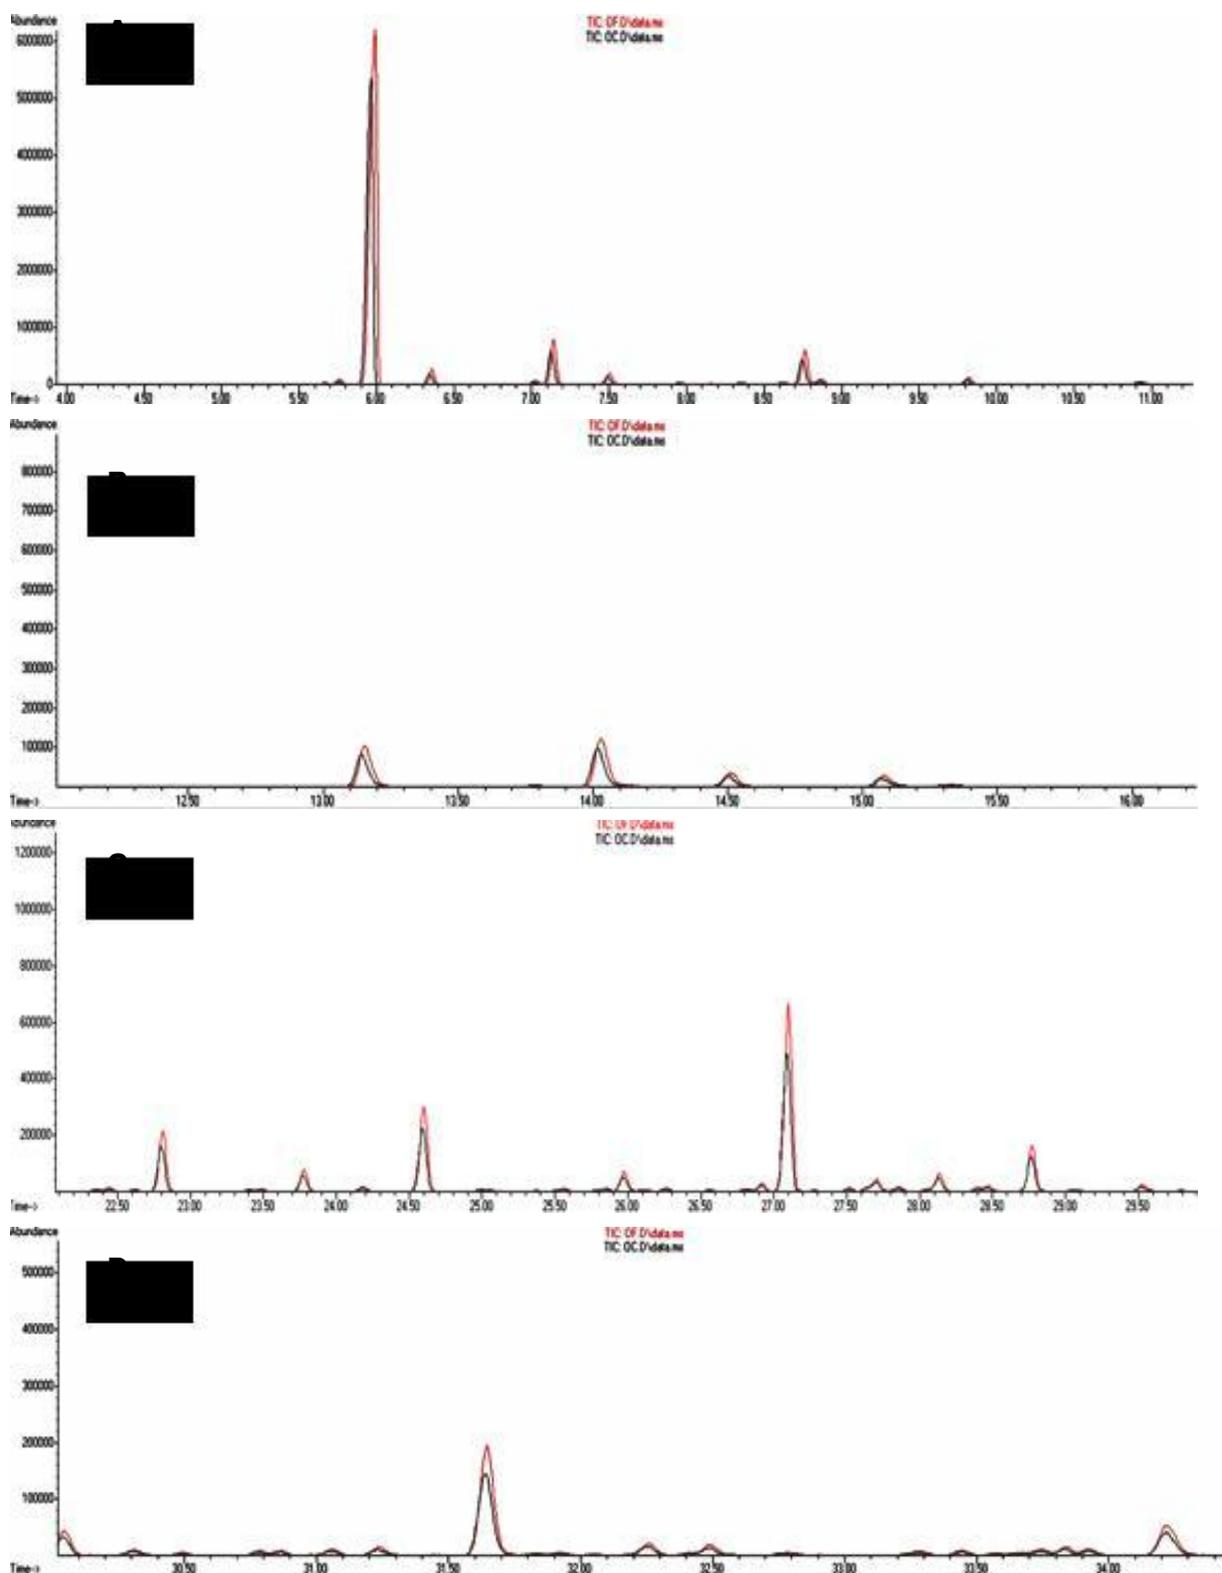 Abundance
TIC: OF.D\data.ms
TIC: OC.D\data.ms
6000000
5000000
4000000
3000000
2000000
1000000
0
Time-> 4.00 4.50 5.00 5.50 6.00 6.50 7.00 7.50 8.00 8.50 9.00 9.50 10.00 10.50 11.00
Abundance
TIC: OF.D\data.ms
TIC: OC.D\data.ms
800000
700000
600000
500000
400000
300000
200000
100000
Time-> 12.50 13.00 13.50 14.00 14.50 15.00 15.50 16.00
Abundance
TIC: OF.D\data.ms
TIC: OC.D\data.ms
1200000
1000000
800000
600000
400000
200000
Time-> 22.50 23.00 23.50 24.00 24.50 25.00 25.50 26.00 26.50 27.00 27.50 28.00 28.50 29.00 29.50
Abundance
TIC: OF.D\data.ms
TIC: OC.D\data.ms
500000
400000
300000
200000
100000
Time-> 30.50 31.00 31.50 32.00 32.50 33.00 33.50 34.00